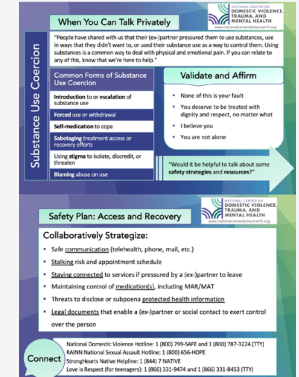 When You Can Talk Privately
NATIONAL CENTER ON
DOMESTIC VIOLENCE,
TRAUMA, AND
MENTAL HEALTH
Substance Use Coercion
"People have shared with us that their (ex-)partner pressured them to use substances, use
in ways that they didn't want to, or used their substance use as a way to control them. Using
substances is a common way to deal with physical and emotional pain. If you can relate to
any of this, know that we're here to help."
Common Forms of Substance
Use Coercion
Introduction to or escalation of
substance use
Forced use or withdrawal
Self-medication to cope
Sabotaging treatment access or
recovery efforts
Using stigma to isolate, discredit, or
threaten
Blaming abuse on use
Validate and Affirm
• None of this is your fault
• You deserve to be treated with
dignity and respect, no matter what
• I believe you
• You are not alone
"Would it be helpful to talk about some
safety strategies and resources?"
Safety Plan: Access and Recovery
NATIONAL CENTER ON
DOMESTIC VIOLENCE,
TRAUMA, AND
MENTAL HEALTH
Collaboratively Strategize:
• Safe communication (telehealth, phone, mail, etc.)
• Stalking risk and appointment schedule
• Staying connected to services if pressured by a (ex-)partner to leave
• Maintaining control of medication(s), including MAR/MAT
• Threats to disclose or subpoena protected health information
• Legal documents that enable a (ex-)partner or social contact to exert control
over the person
Connect
National Domestic Violence Hotline: 1 (800) 799-SAFE and 1 (800) 787-3224 (TTY)
RAINN National Sexual Assault Hotline: 1 (800) 656-HOPE
StrongHearts Native Helpline: 1 (844) 7 NATIVE
Love is Respect (for teenagers): 1 (866) 331-9474 and 1 (866) 331-8453 (TTY)